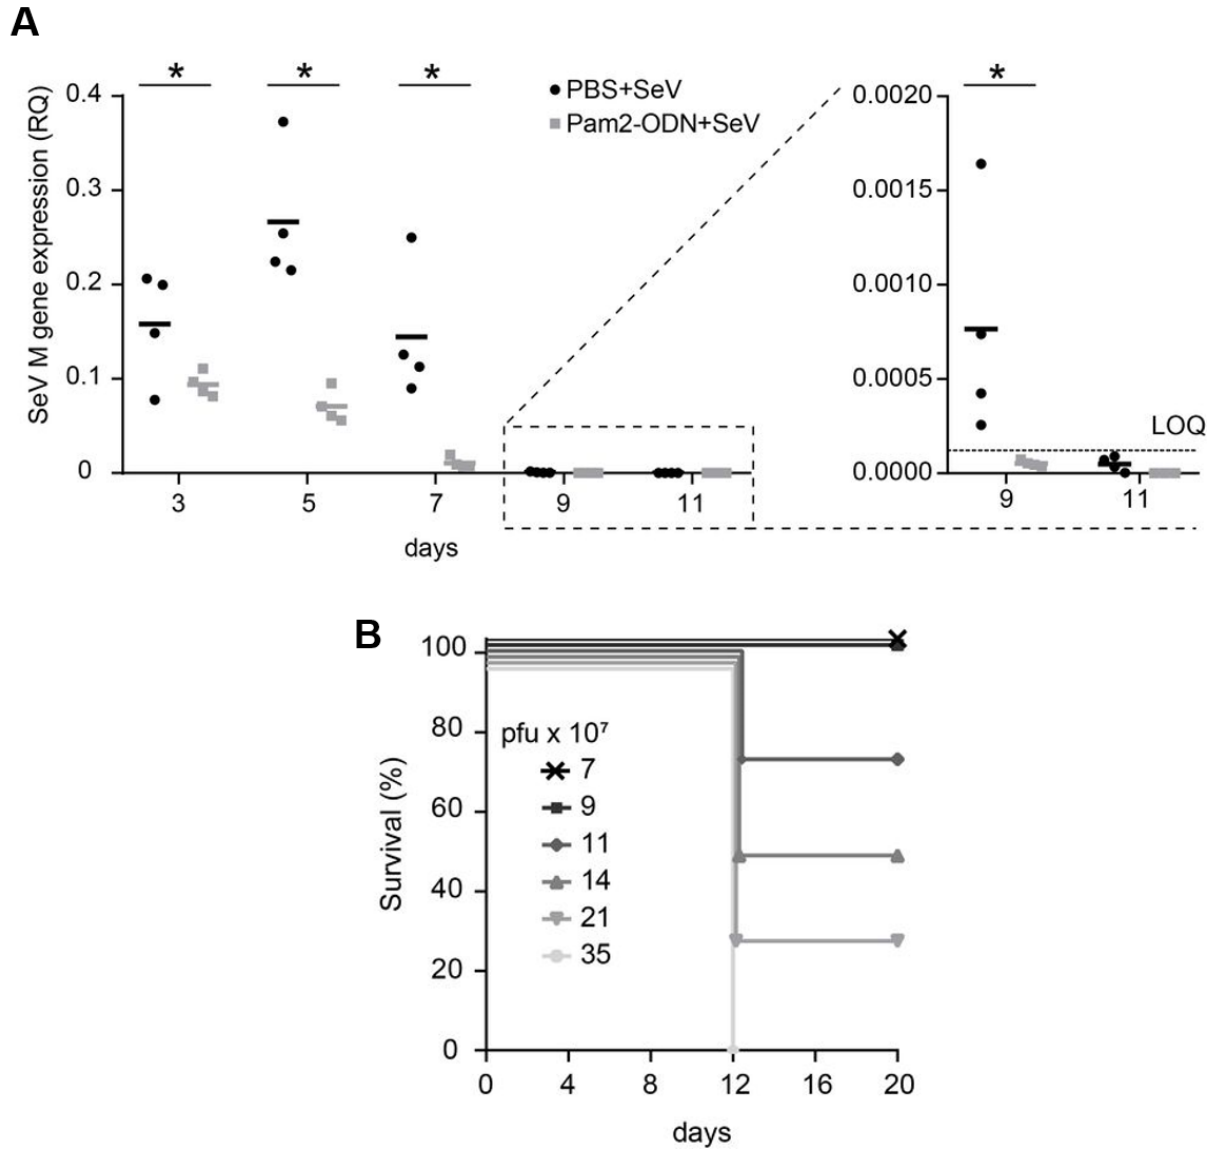 A
* * *
SeV M gene expression (RQ)
0.4
0.3
0.2
0.1
0
3 5 7 9 11
days
PBS+SeV
Pam2-ODN+SeV
*
0.0020
0.0015
0.0010
0.0005
0.0000
LOQ
9 11
B
Survival (%)
100
80
60
40
20
0
pfu x 10⁷
7
9
11
14
21
35
0 4 8 12 16 20
days